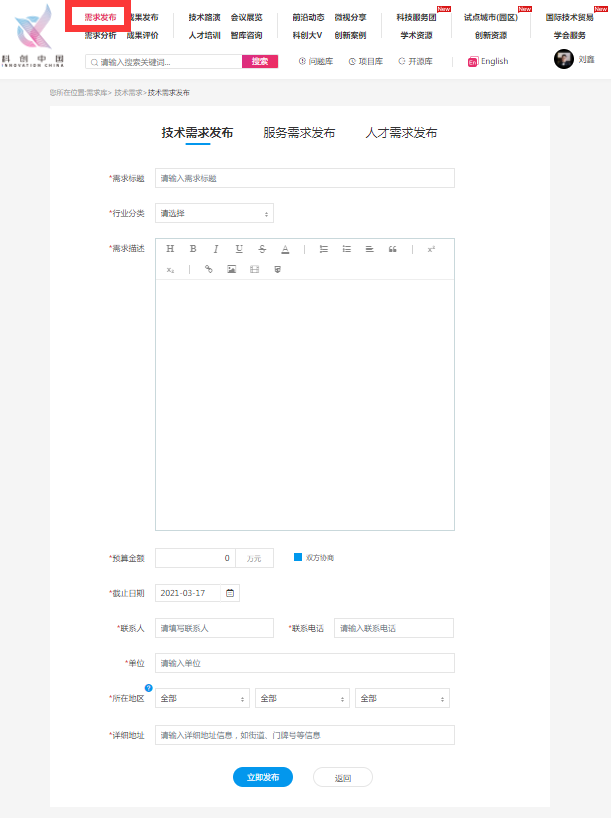 需求发布 成果发布 技术路演 会议展览 前沿动态 微视分享 科技服务团 New 试点城市(园区) New 国际技术贸易 New
需求分析 成果评价 人才培训 智库咨询 科创大V 创新案例 学术资源 创新资源 学会服务
科创中国
INNOVATION CHINA
请输入搜索关键词... 搜索 问题库 项目库 开源库 En English 刘鑫
您所在位置:需求库> 技术需求>技术需求发布
技术需求发布 服务需求发布 人才需求发布
*需求标题 请输入需求标题
*行业分类 请选择
*需求描述 H B I U S A x²
x₂
*预算金额 0 万元 双方协商
*截止日期 2021-03-17
*联系人 请填写联系人 *联系电话 请输入联系电话
*单位 请输入单位
*所在地区 ? 全部 全部 全部
*详细地址 请输入详细地址信息，如街道、门牌号等信息
立即发布 返回